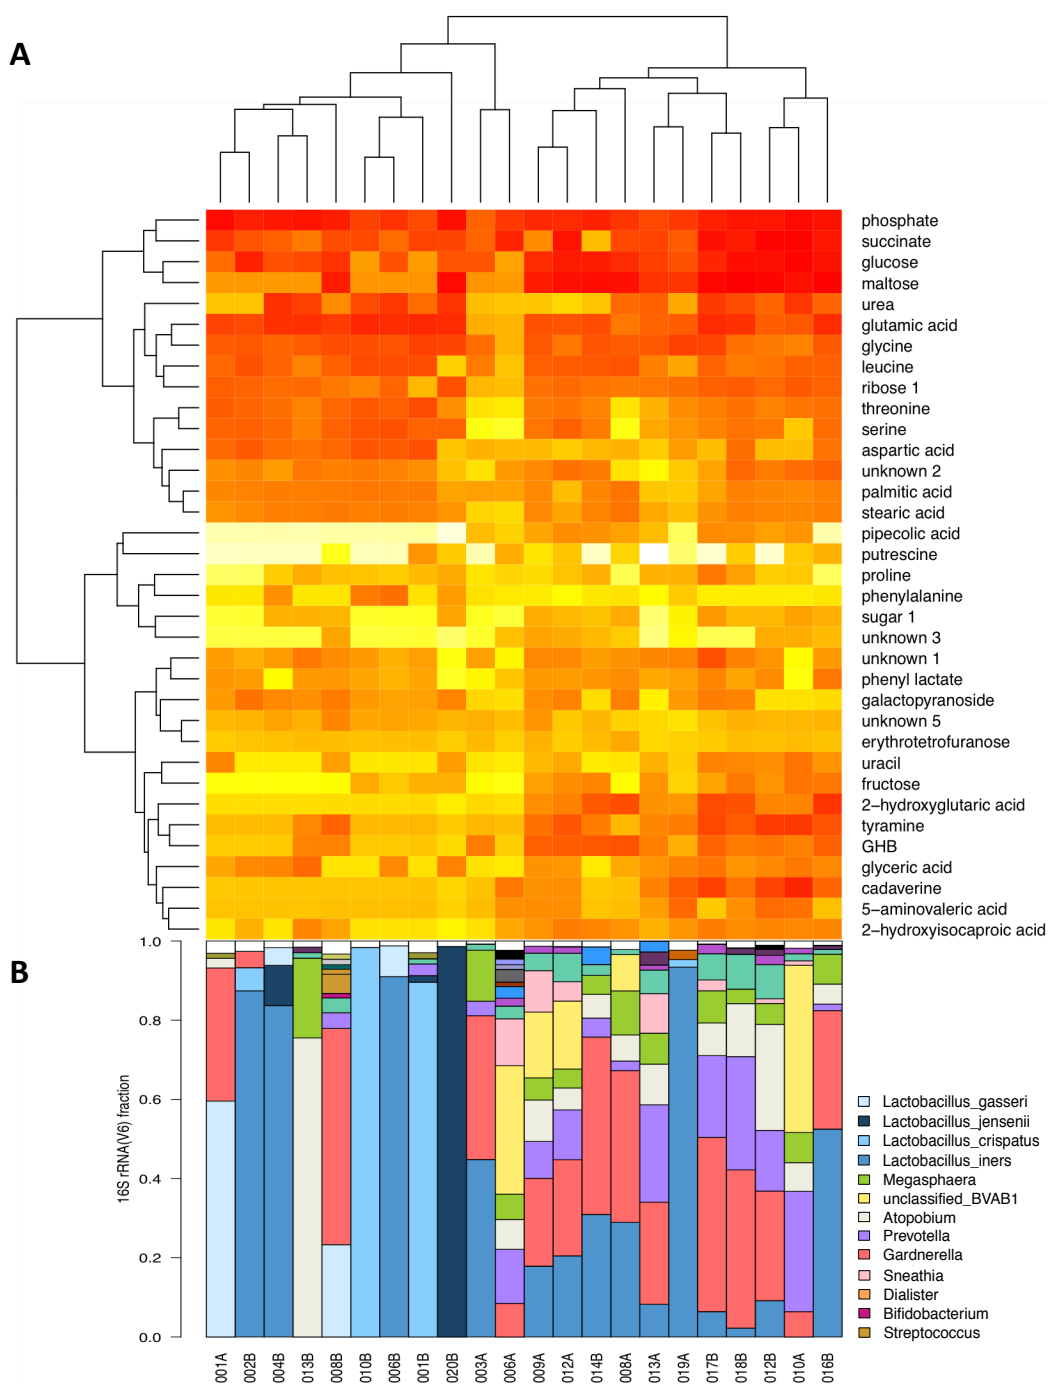 A
phosphate
succinate
glucose
maltose
urea
glutamic acid
glycine
leucine
ribose 1
threonine
serine
aspartic acid
unknown 2
palmitic acid
stearic acid
pipecolic acid
putrescine
proline
phenylalanine
sugar 1
unknown 3
unknown 1
phenyl lactate
galactopyranoside
unknown 5
erythrotetrofuranose
uracil
fructose
2−hydroxyglutaric acid
tyramine
GHB
glyceric acid
cadaverine
5−aminovaleric acid
2−hydroxyisocaproic acid
B
1.0
0.8
0.6
0.4
0.2
0.0
16S rRNA(V6) fraction
Lactobacillus_gasseri
Lactobacillus_jensenii
Lactobacillus_crispatus
Lactobacillus_iners
Megasphaera
unclassified_BVAB1
Atopobium
Prevotella
Gardnerella
Sneathia
Dialister
Bifidobacterium
Streptococcus
001A 002B 004B 013B 008B 010B 006B 001B 020B 003A 006A 009A 012A 014B 008A 013A 019A 017B 018B 012B 010A 016B